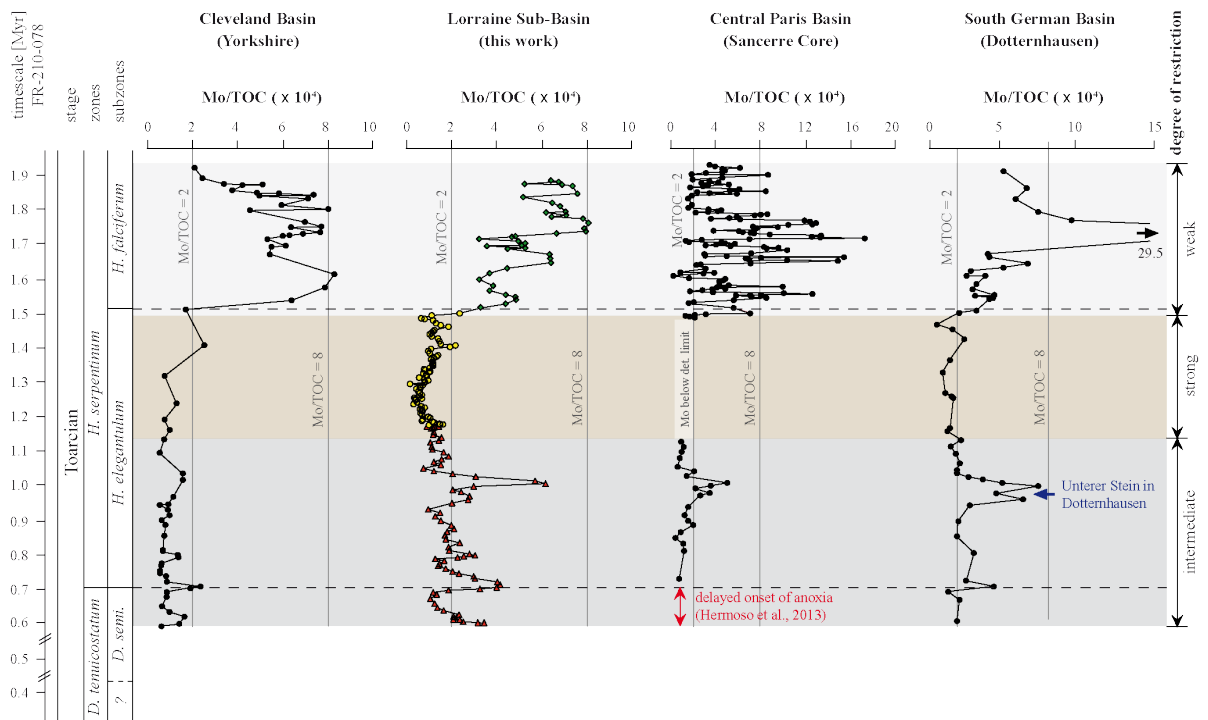 Cleveland Basin
(Yorkshire)
Lorraine Sub-Basin
(this work)
Central Paris Basin
(Sancerre Core)
South German Basin
(Dotternhausen)
timescale [Myr]
FR-210-078
stage
zones
subzones
degree of restriction
Mo/TOC ( x 10⁴)
Mo/TOC ( x 10⁴)
Mo/TOC ( x 10⁴)
Mo/TOC ( x 10⁴)
0 2 4 6 8 10
0 2 4 6 8 10
0 4 8 12 16 20
0 5 10 15
1.9
1.8
1.7
1.6
1.5
1.4
1.3
1.2
1.1
1.0
0.9
0.8
0.7
0.6
0.5
0.4
Toarcian
H. falciferum
H. serpentinum
H. elegantulum
D. tenuicostatum
D. semi.
?
Mo/TOC = 2
Mo/TOC = 8
Mo/TOC = 2
Mo/TOC = 8
Mo/TOC = 2
Mo below det. limit
Mo/TOC = 8
Mo/TOC = 2
Mo/TOC = 8
29.5
Unterer Stein in
Dotternhausen
delayed onset of anoxia
(Hermoso et al., 2013)
weak
strong
intermediate